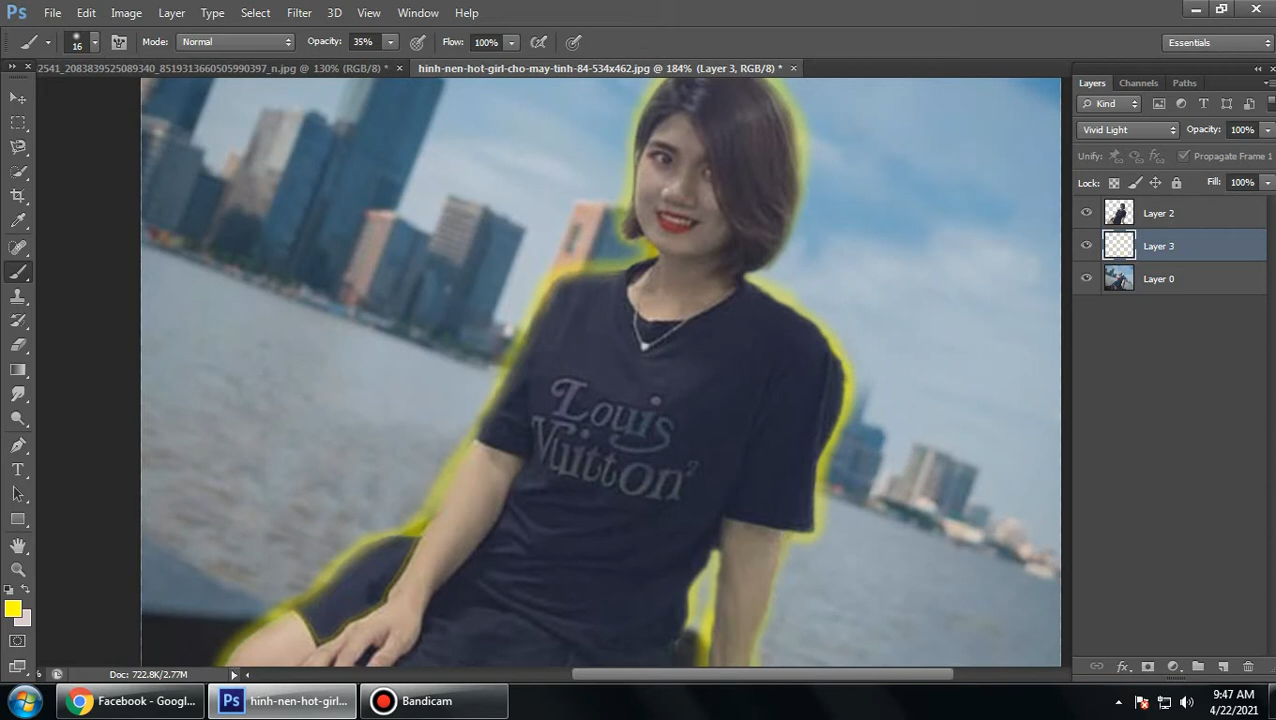 Ps File Edit Image Layer Type Select Filter 3D View Window Help
16 Mode: Normal Opacity: 35% Flow: 100% Essentials
2541_2083839525089340_8519313660505990397_n.jpg @ 130% (RGB/8) * × hinh-nen-hot-girl-cho-may-tinh-84-534x462.jpg @ 184% (Layer 3, RGB/8) * ×
Layers Channels Paths
Kind
Vivid Light Opacity: 100%
Unify: Propagate Frame 1
Lock: Fill: 100%
Layer 2
Layer 3
Layer 0
Louis
Vuitton²
Doc: 722.8K/2.77M
Facebook - Googl... Ps hinh-nen-hot-girl... Bandicam
9:47 AM
4/22/2021